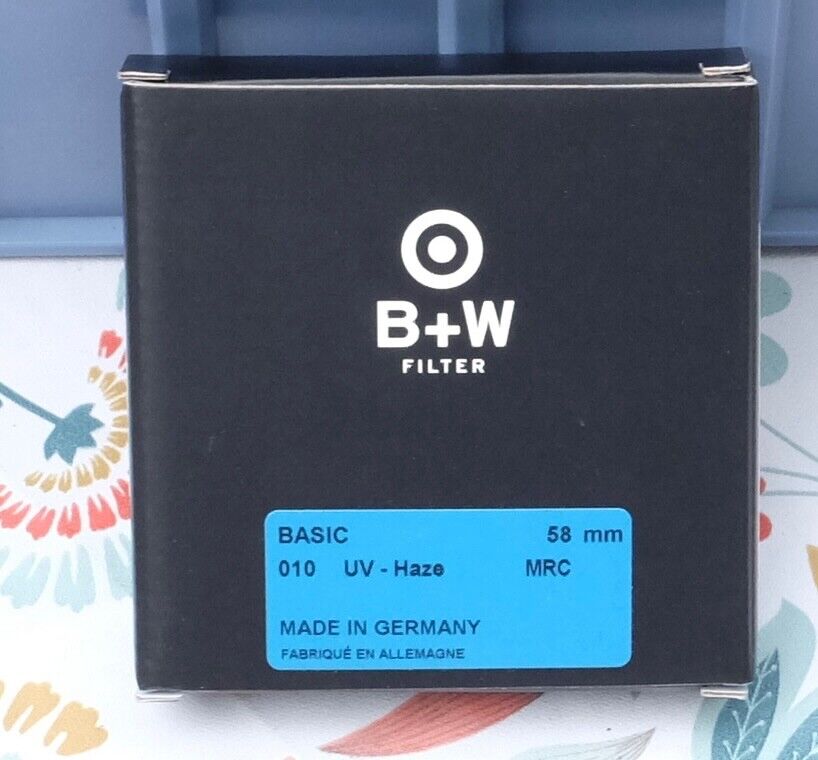 B+W
FILTER
BASIC 58 mm
010 UV - Haze MRC
MADE IN GERMANY
FABRIQUÉ EN ALLEMAGNE